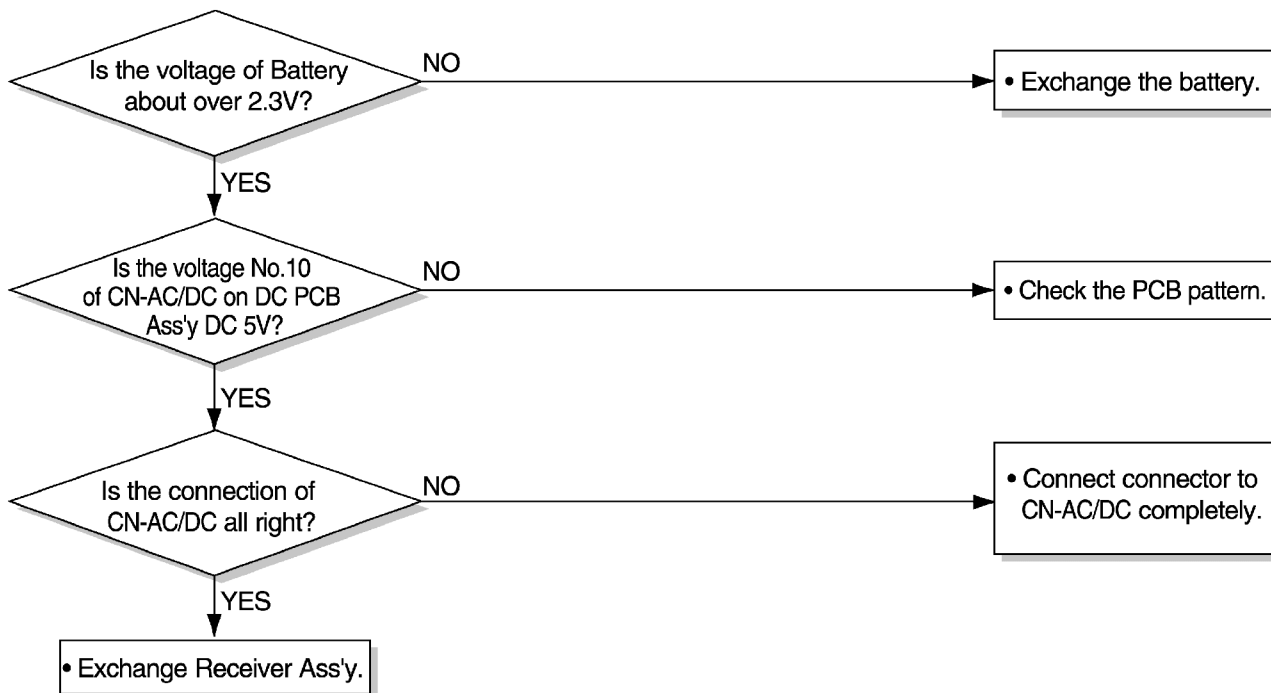 Is the voltage of Battery
about over 2.3V?
NO
• Exchange the battery.
YES
Is the voltage No.10
of CN-AC/DC on DC PCB
Ass'y DC 5V?
NO
• Check the PCB pattern.
YES
Is the connection of
CN-AC/DC all right?
NO
• Connect connector to
CN-AC/DC completely.
YES
• Exchange Receiver Ass'y.